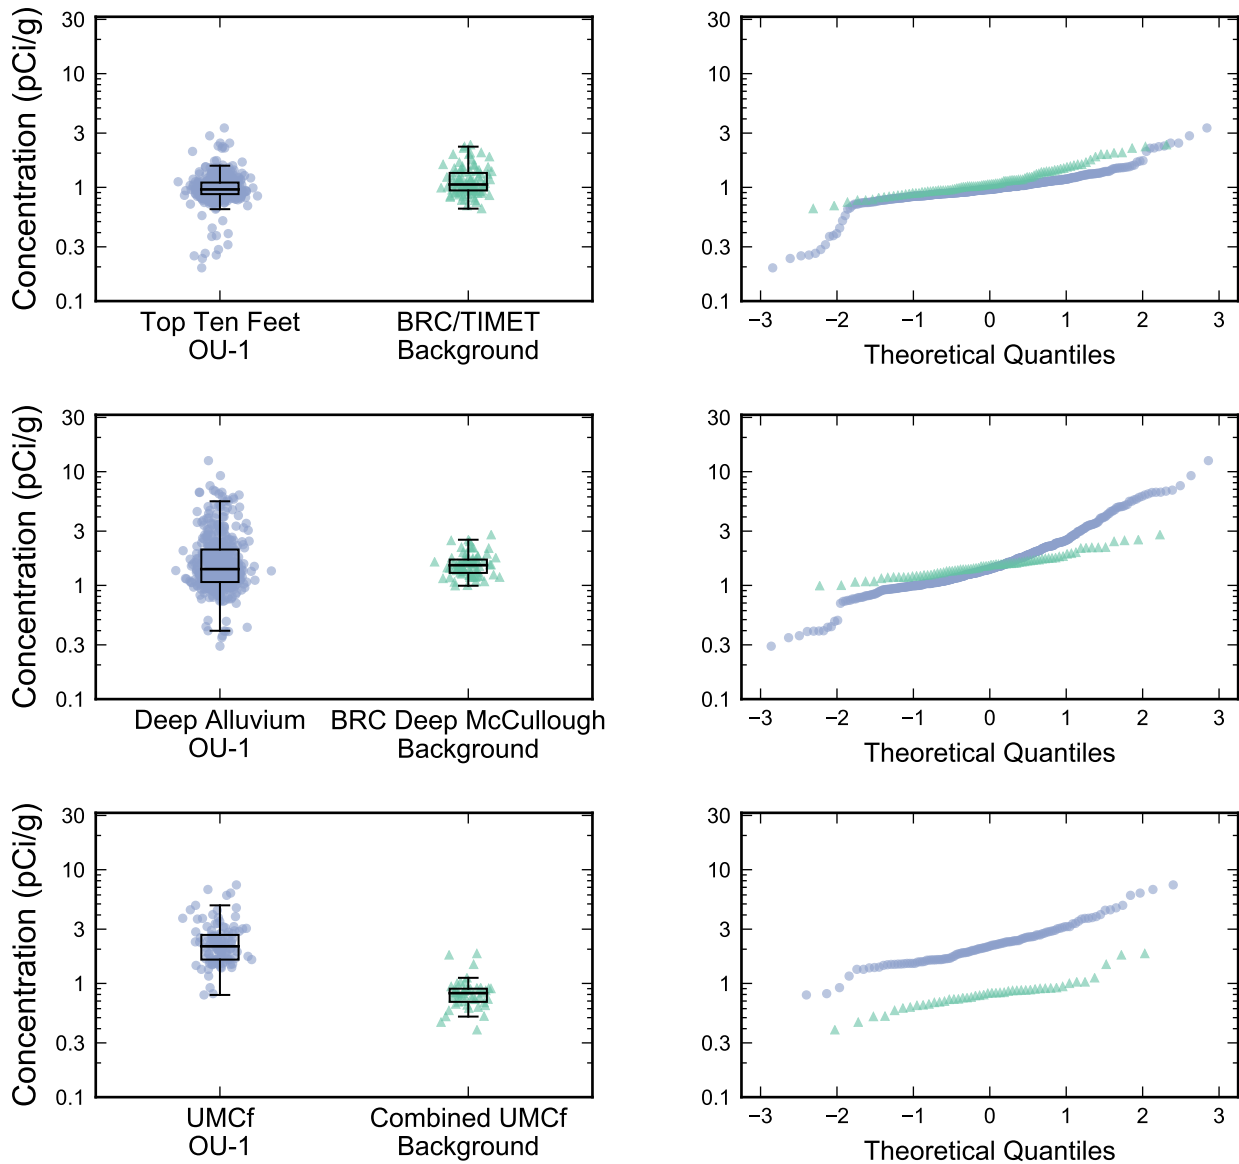 Concentration (pCi/g)
30
10
3
1
0.3
0.1
Top Ten Feet
OU-1
BRC/TIMET
Background
30
10
3
1
0.3
0.1
−3 −2 −1 0 1 2 3
Theoretical Quantiles
Concentration (pCi/g)
30
10
3
1
0.3
0.1
Deep Alluvium
OU-1
BRC Deep McCullough
Background
30
10
3
1
0.3
0.1
−3 −2 −1 0 1 2 3
Theoretical Quantiles
Concentration (pCi/g)
30
10
3
1
0.3
0.1
UMCf
OU-1
Combined UMCf
Background
30
10
3
1
0.3
0.1
−3 −2 −1 0 1 2 3
Theoretical Quantiles